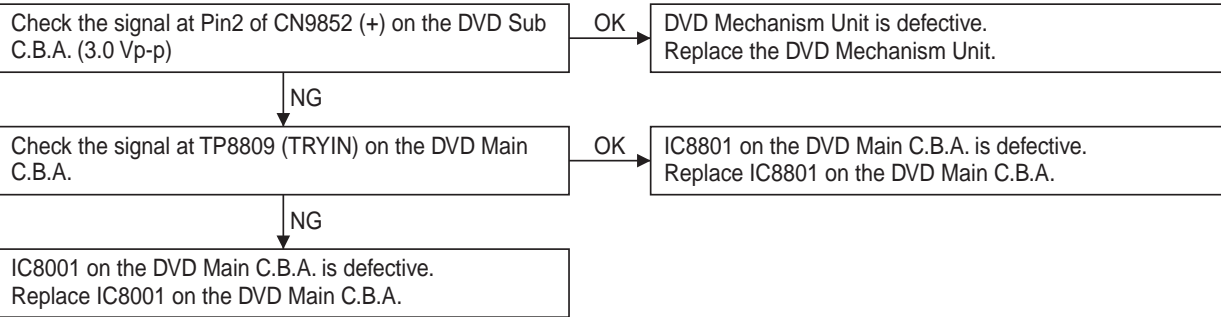 Check the signal at Pin2 of CN9852 (+) on the DVD Sub
C.B.A. (3.0 Vp-p)
OK
DVD Mechanism Unit is defective.
Replace the DVD Mechanism Unit.
NG
Check the signal at TP8809 (TRYIN) on the DVD Main
C.B.A.
OK
IC8801 on the DVD Main C.B.A. is defective.
Replace IC8801 on the DVD Main C.B.A.
NG
IC8001 on the DVD Main C.B.A. is defective.
Replace IC8001 on the DVD Main C.B.A.